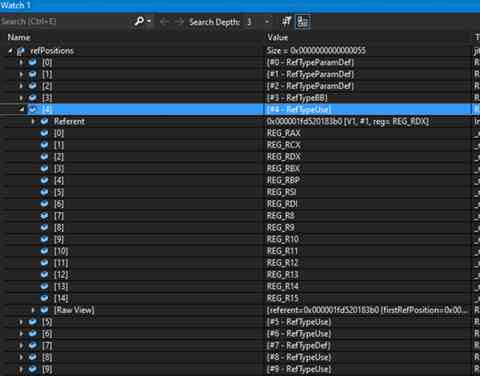 Watch 1
Search (Ctrl+E) Search Depth: 3
Name Value
refPositions Size = 0x0000000000000055
[0] {#0 - RefTypeParamDef}
[1] {#1 - RefTypeParamDef}
[2] {#2 - RefTypeParamDef}
[3] {#3 - RefTypeBB}
[4] {#4 - RefTypeUse}
Referent 0x000001fd520183b0 [V1, #1, reg= REG_RDX]
[0] REG_RAX
[1] REG_RCX
[2] REG_RDX
[3] REG_RBX
[4] REG_RBP
[5] REG_RSI
[6] REG_RDI
[7] REG_R8
[8] REG_R9
[9] REG_R10
[10] REG_R11
[11] REG_R12
[12] REG_R13
[13] REG_R14
[14] REG_R15
[Raw View] {referent=0x000001fd520183b0 {firstRefPosition=0x00...
[5] {#5 - RefTypeUse}
[6] {#6 - RefTypeUse}
[7] {#7 - RefTypeDef}
[8] {#8 - RefTypeUse}
[9] {#9 - RefTypeUse}